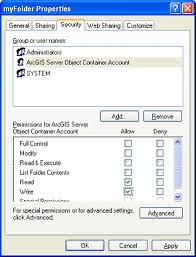 myFolder Properties
General Sharing Security Web Sharing Customize
Group or user names:
Administrators
ArcGIS Server Object Container Account
SYSTEM
Add... Remove
Permissions for ArcGIS Server
Object Container Account Allow Deny
Full Control
Modify
Read & Execute
List Folder Contents
Read
Write
Special Permissions
For special permissions or for advanced settings,
click Advanced.
Advanced
OK Cancel Apply